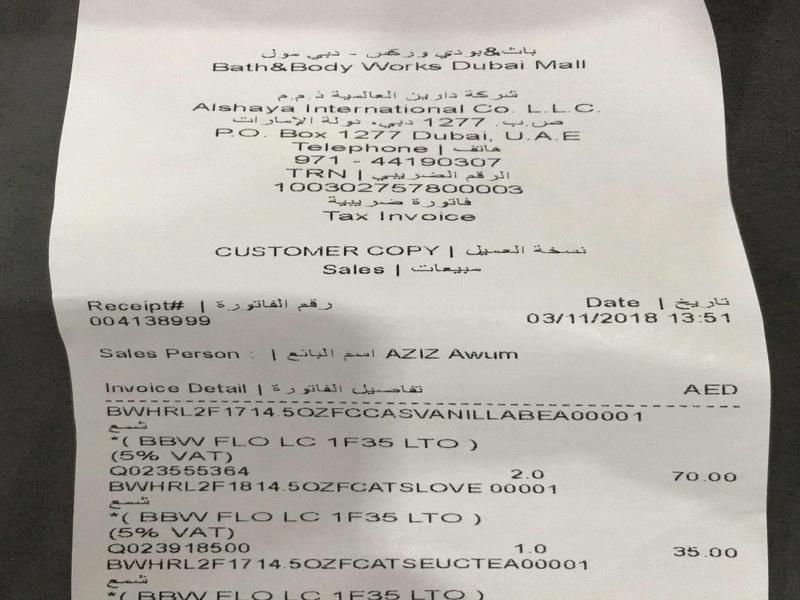 باث&بودي وركس - دبي مول
Bath&Body Works Dubai Mall
شركة دارين العالمية ذ.م.م
Alshaya International Co. L.L.C.
ص.ب. 1277 دبي، دولة الإمارات
P.O. Box 1277 Dubai, U.A.E
Telephone | هاتف
971 - 44190307
TRN | الرقم الضريبي
100302757800003
فاتورة ضريبية
Tax Invoice
CUSTOMER COPY | نسخة العميل
Sales | مبيعات
Receipt# | رقم الفاتورة Date | تاريخ
004138999 03/11/2018 13:51
Sales Person : | اسم البائع AZIZ Awum
Invoice Detail | تفاصيل الفاتورة AED
BWHRL2F1714.5OZFCCASVANILLABEA00001
شمع
*( BBW FLO LC 1F35 LTO )
(5% VAT)
Q023555364 2.0 70.00
BWHRL2F1814.5OZFCATSLOVE 00001
شمع
*( BBW FLO LC 1F35 LTO )
(5% VAT)
Q023918500 1.0 35.00
BWHRL2F1714.5OZFCATSEUCTEA00001
شمع
*( BBW FLO LC 1F35 LTO )